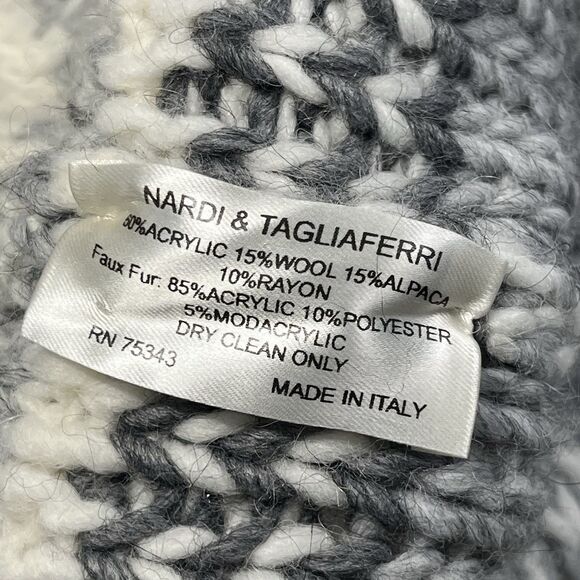 NARDI & TAGLIAFERRI
60%ACRYLIC 15%WOOL 15%ALPACA
10%RAYON
Faux Fur: 85%ACRYLIC 10%POLYESTER
5%MODACRYLIC
DRY CLEAN ONLY
RN 75343
MADE IN ITALY